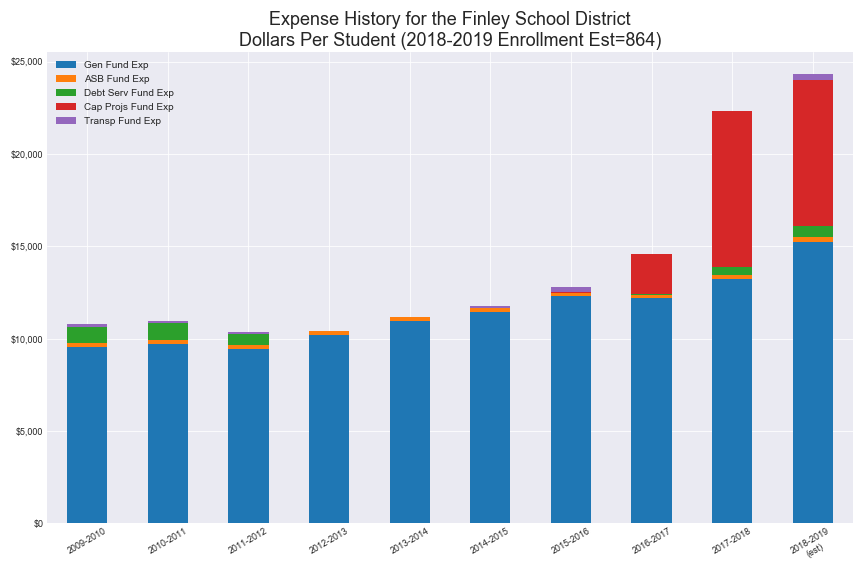 Expense History for the Finley School District
Dollars Per Student (2018-2019 Enrollment Est=864)
$25,000
$20,000
$15,000
$10,000
$5,000
$0
Gen Fund Exp
ASB Fund Exp
Debt Serv Fund Exp
Cap Projs Fund Exp
Transp Fund Exp
2009-2010
2010-2011
2011-2012
2012-2013
2013-2014
2014-2015
2015-2016
2016-2017
2017-2018
2018-2019
(est)